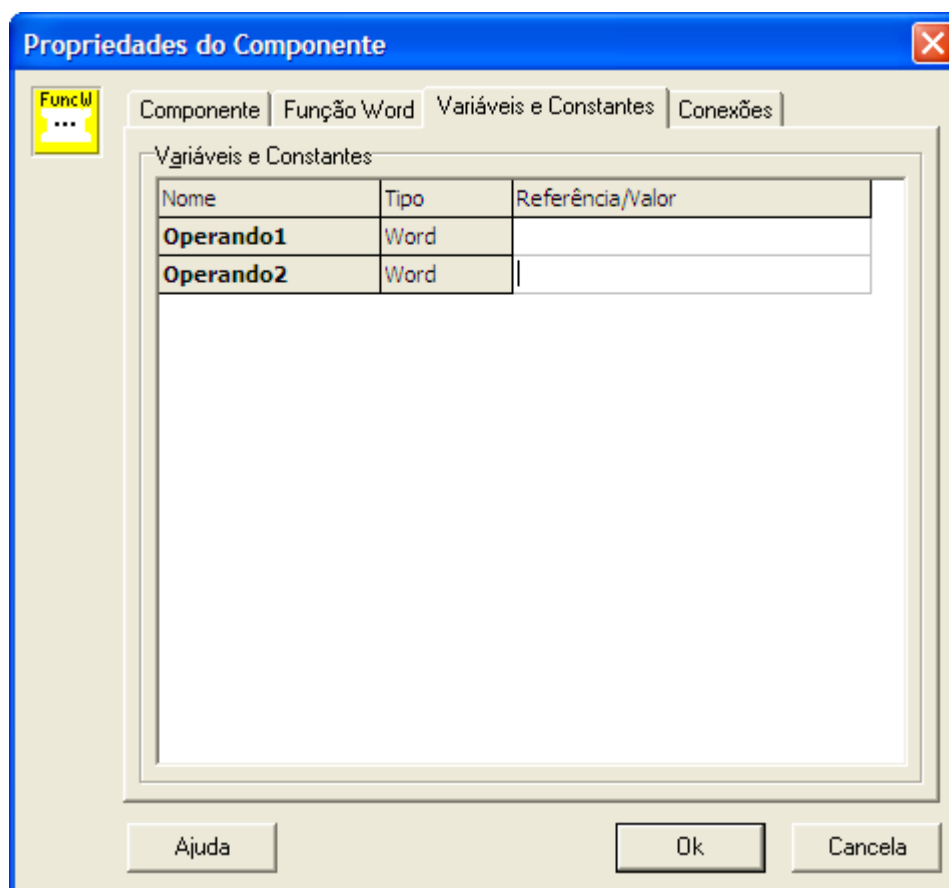 Propriedades do Componente
FuncW
...
Componente Função Word Variáveis e Constantes Conexões
Variáveis e Constantes
Nome Tipo Referência/Valor
Operando1 Word
Operando2 Word
Ajuda Ok Cancela